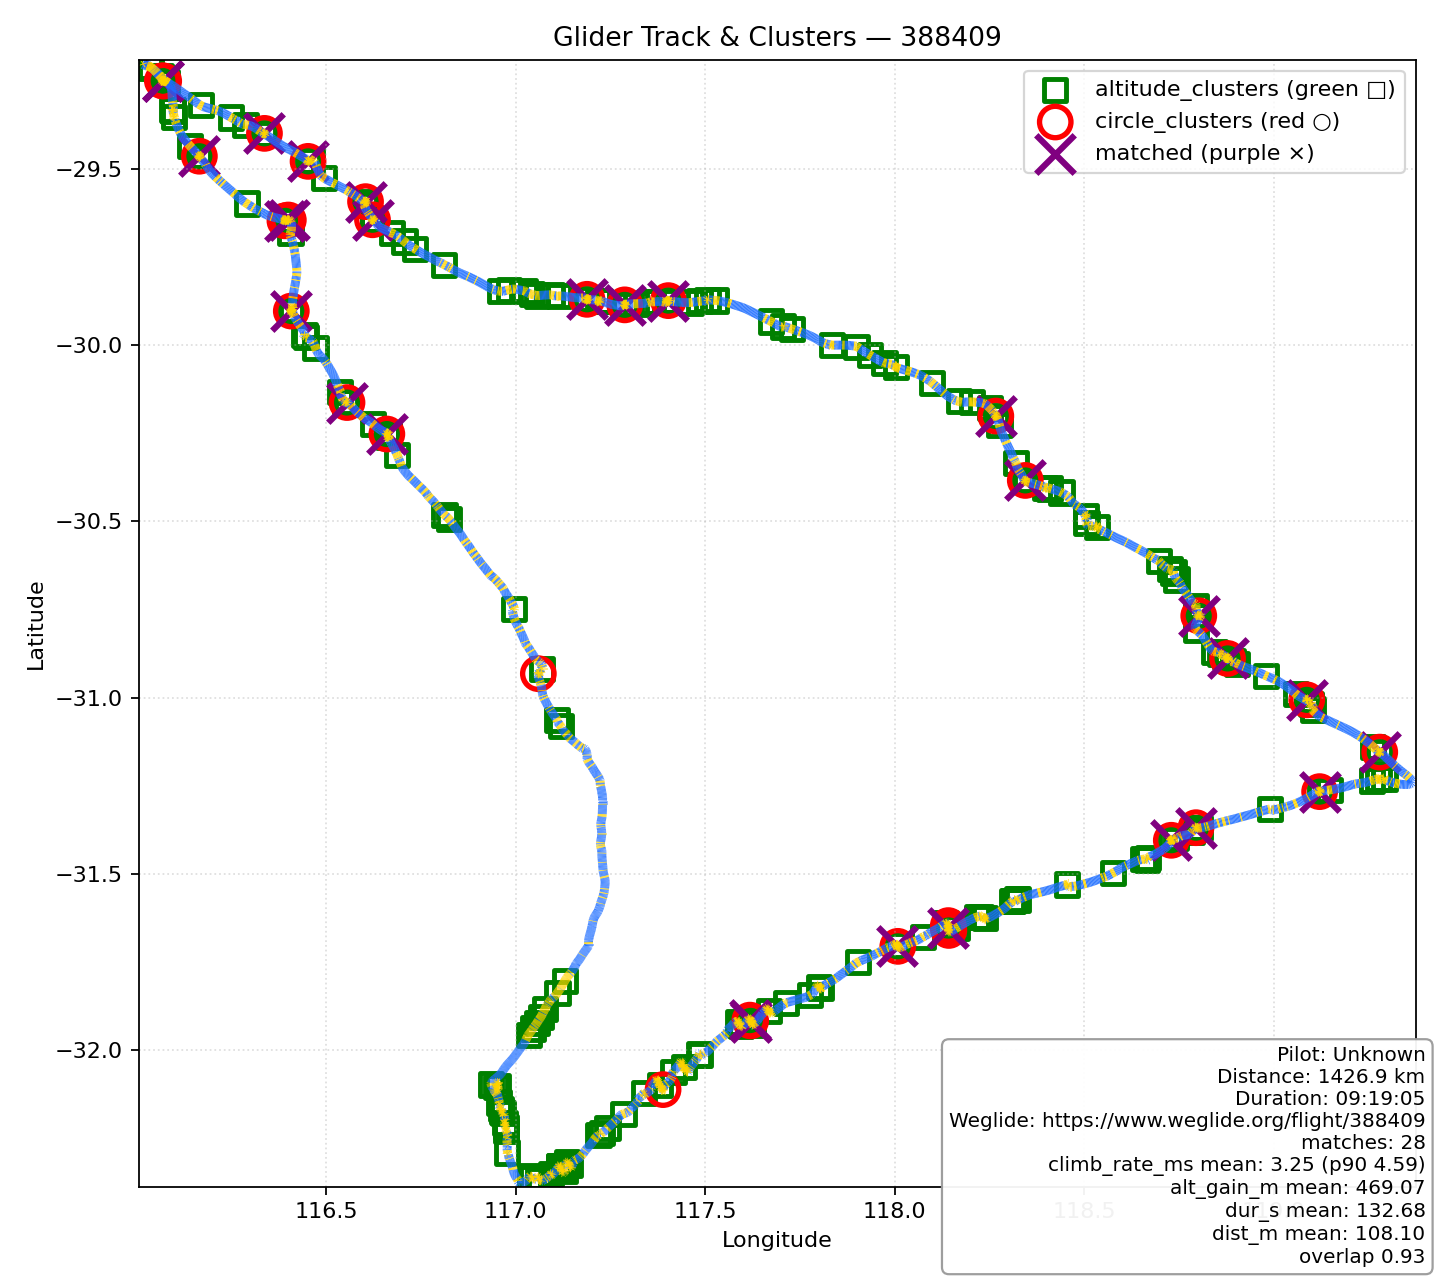 Glider Track & Clusters — 388409
altitude_clusters (green □)
circle_clusters (red ○)
matched (purple ×)
Latitude
−29.5
−30.0
−30.5
−31.0
−31.5
−32.0
116.5
117.0
117.5
118.0
118.5
Longitude
Pilot: Unknown
Distance: 1426.9 km
Duration: 09:19:05
Weglide: https://www.weglide.org/flight/388409
matches: 28
climb_rate_ms mean: 3.25 (p90 4.59)
alt_gain_m mean: 469.07
dur_s mean: 132.68
dist_m mean: 108.10
overlap 0.93